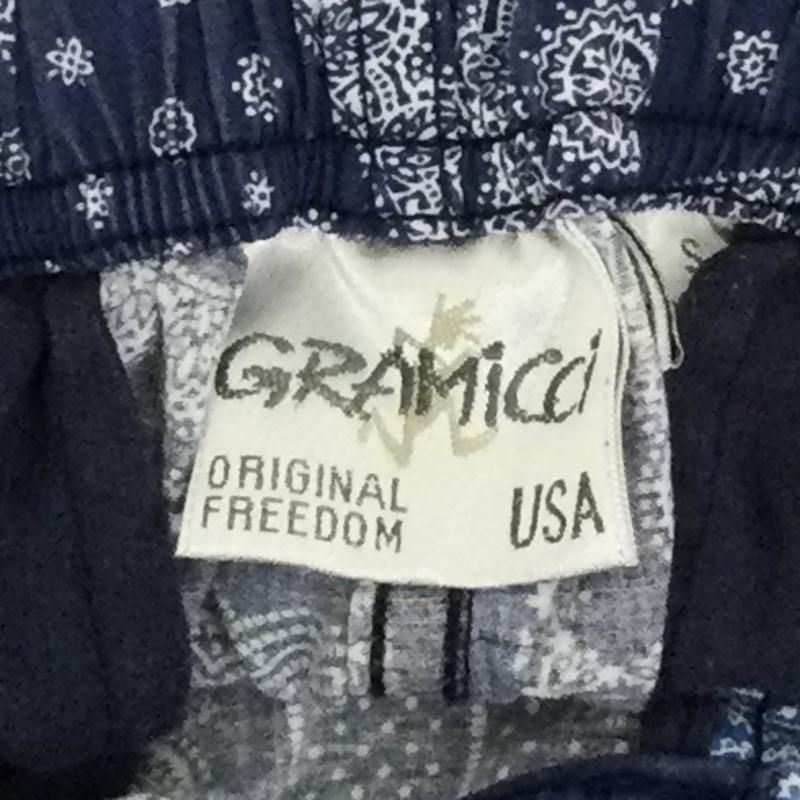 S
GRAMiCCi
ORIGINAL
FREEDOM
USA